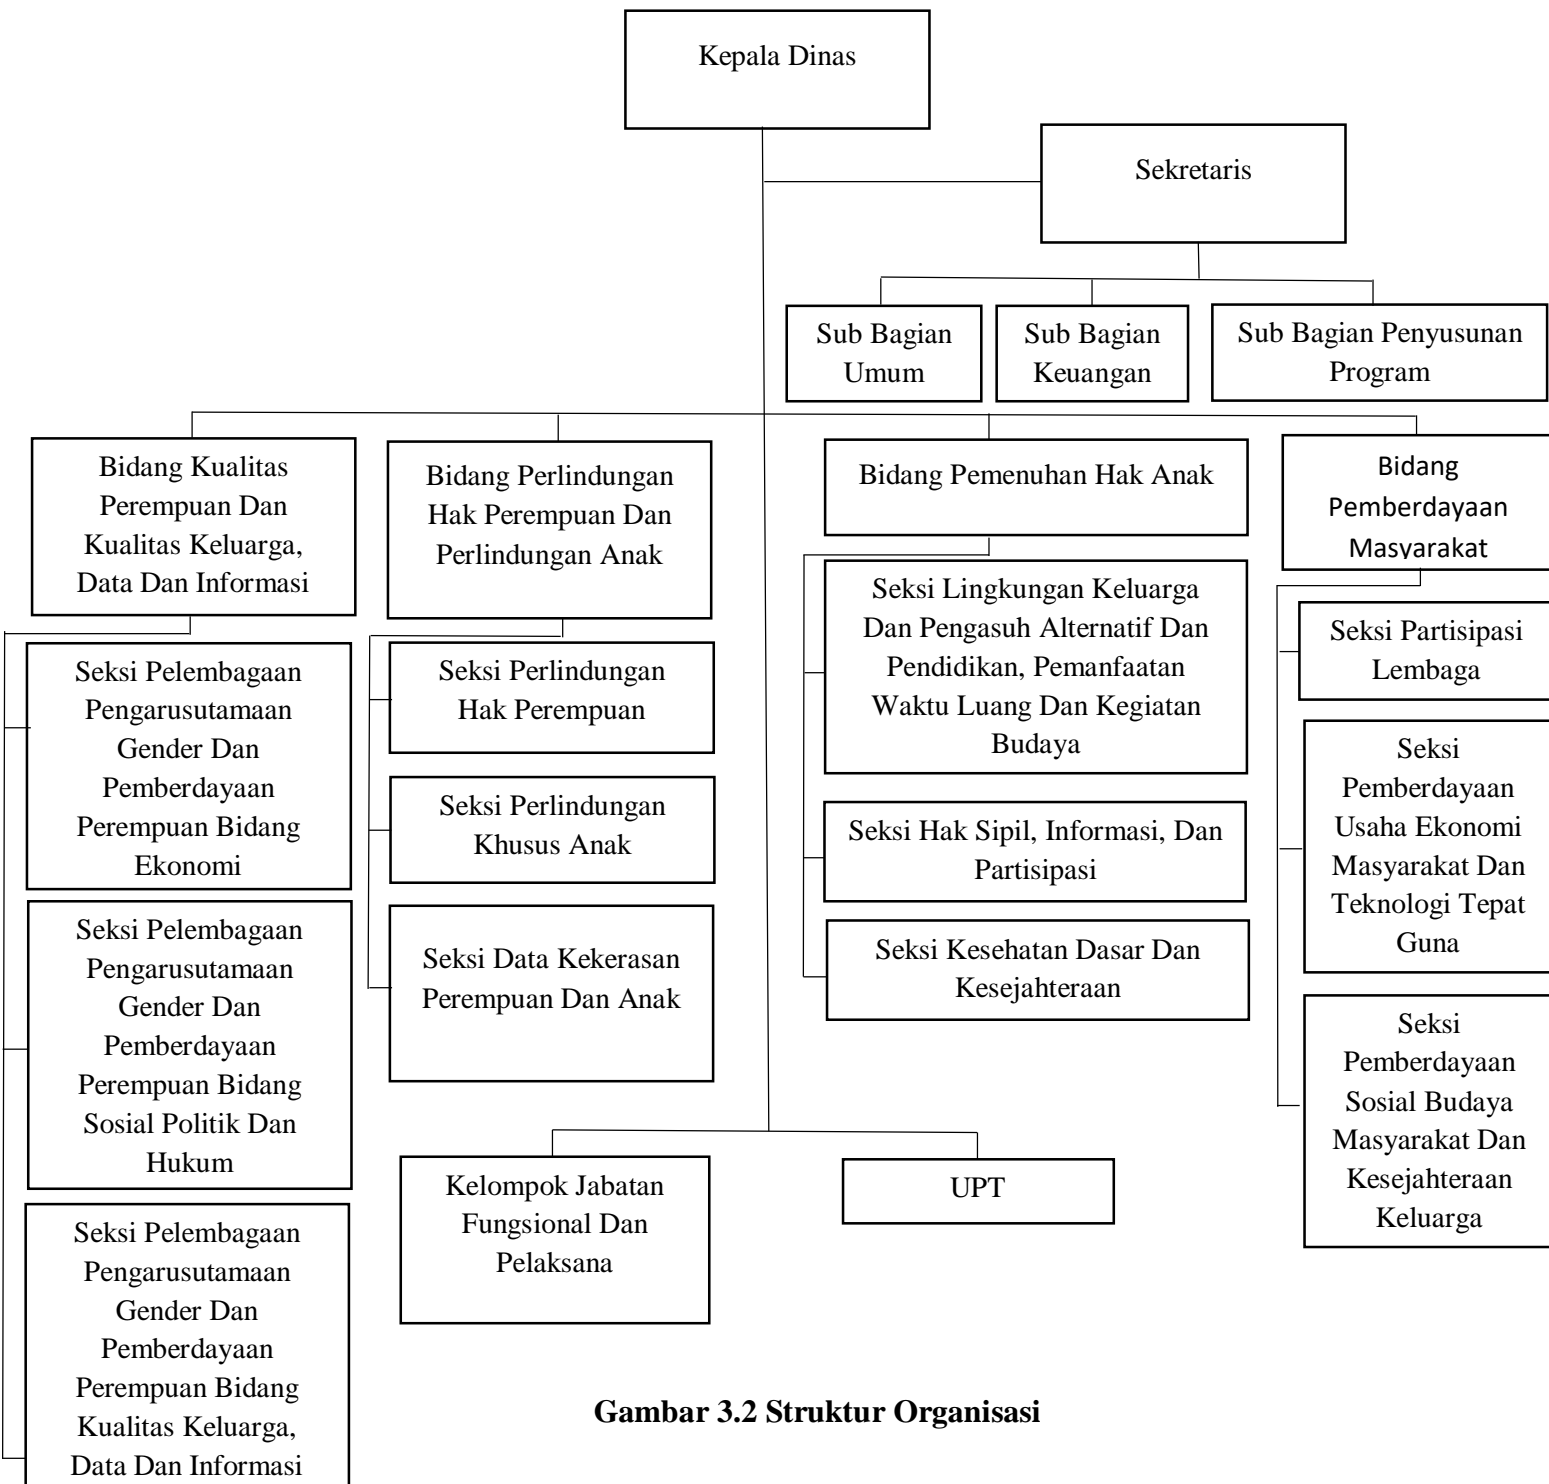 Kepala Dinas
Sekretaris
Sub Bagian
Umum
Sub Bagian
Keuangan
Sub Bagian Penyusunan
Program
Bidang Kualitas
Perempuan Dan
Kualitas Keluarga,
Data Dan Informasi
Bidang Perlindungan
Hak Perempuan Dan
Perlindungan Anak
Bidang Pemenuhan Hak Anak
Bidang
Pemberdayaan
Masyarakat
Seksi Pelembagaan
Pengarusutamaan
Gender Dan
Pemberdayaan
Perempuan Bidang
Ekonomi
Seksi Pelembagaan
Pengarusutamaan
Gender Dan
Pemberdayaan
Perempuan Bidang
Sosial Politik Dan
Hukum
Seksi Pelembagaan
Pengarusutamaan
Gender Dan
Pemberdayaan
Perempuan Bidang
Kualitas Keluarga,
Data Dan Informasi
Seksi Perlindungan
Hak Perempuan
Seksi Perlindungan
Khusus Anak
Seksi Data Kekerasan
Perempuan Dan Anak
Seksi Lingkungan Keluarga
Dan Pengasuh Alternatif Dan
Pendidikan, Pemanfaatan
Waktu Luang Dan Kegiatan
Budaya
Seksi Hak Sipil, Informasi, Dan
Partisipasi
Seksi Kesehatan Dasar Dan
Kesejahteraan
Seksi Partisipasi
Lembaga
Seksi
Pemberdayaan
Usaha Ekonomi
Masyarakat Dan
Teknologi Tepat
Guna
Seksi
Pemberdayaan
Sosial Budaya
Masyarakat Dan
Kesejahteraan
Keluarga
Kelompok Jabatan
Fungsional Dan
Pelaksana
UPT
Gambar 3.2 Struktur Organisasi